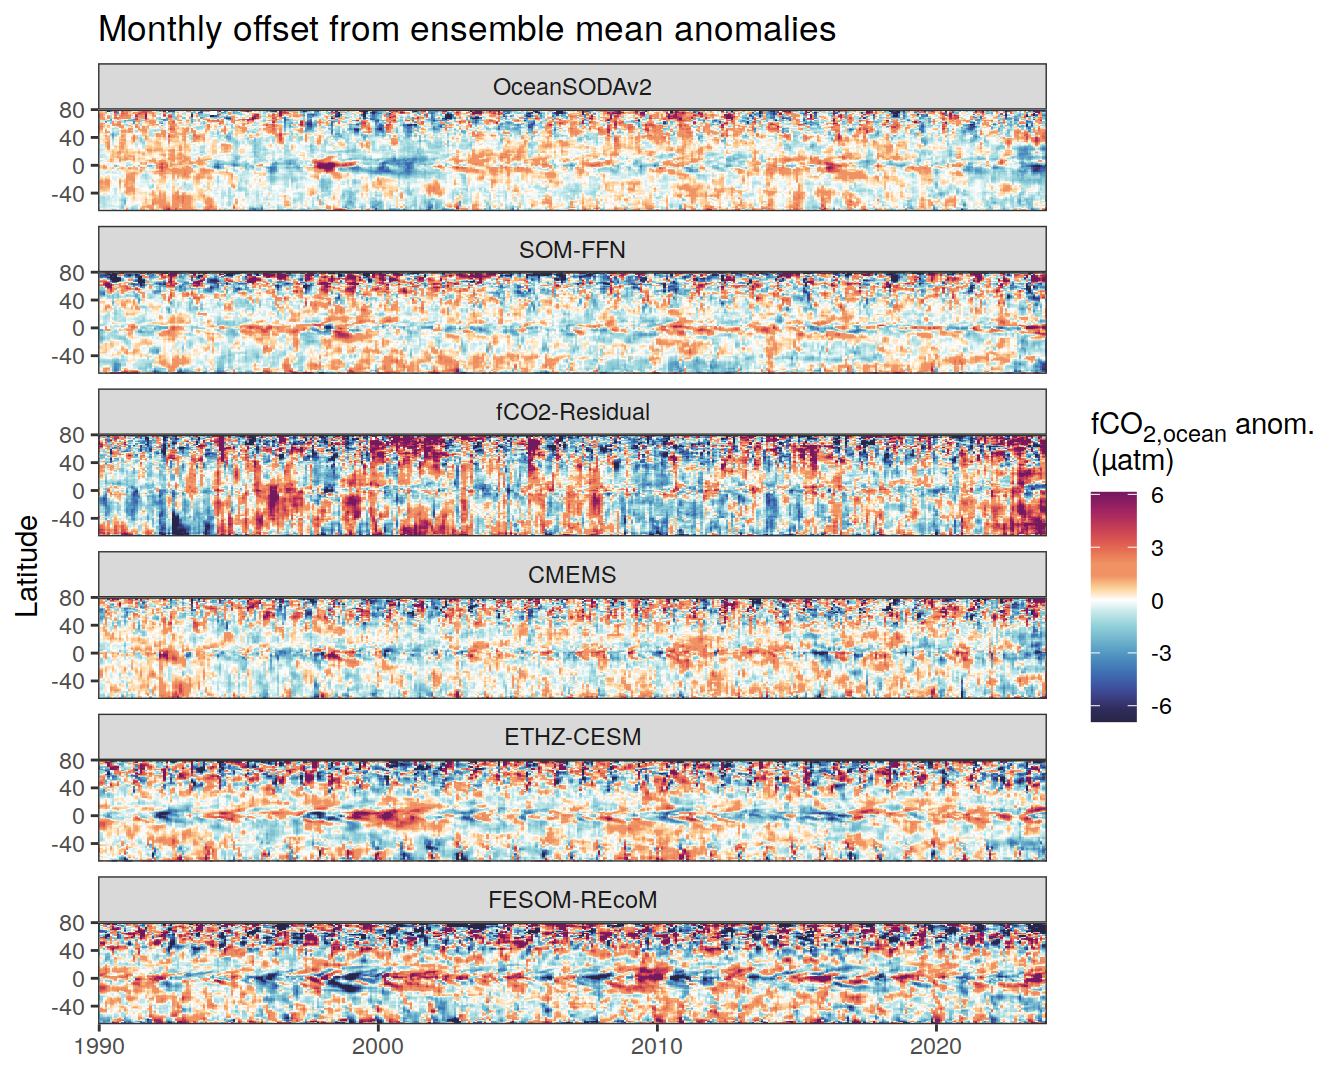 Monthly offset from ensemble mean anomalies
OceanSODAv2
80
40
0
-40
SOM-FFN
80
40
0
-40
fCO2-Residual
80
40
0
-40
CMEMS
80
40
0
-40
ETHZ-CESM
80
40
0
-40
FESOM-REcoM
80
40
0
-40
1990 2000 2010 2020
Latitude
fCO2,ocean anom.
(µatm)
6
3
0
-3
-6